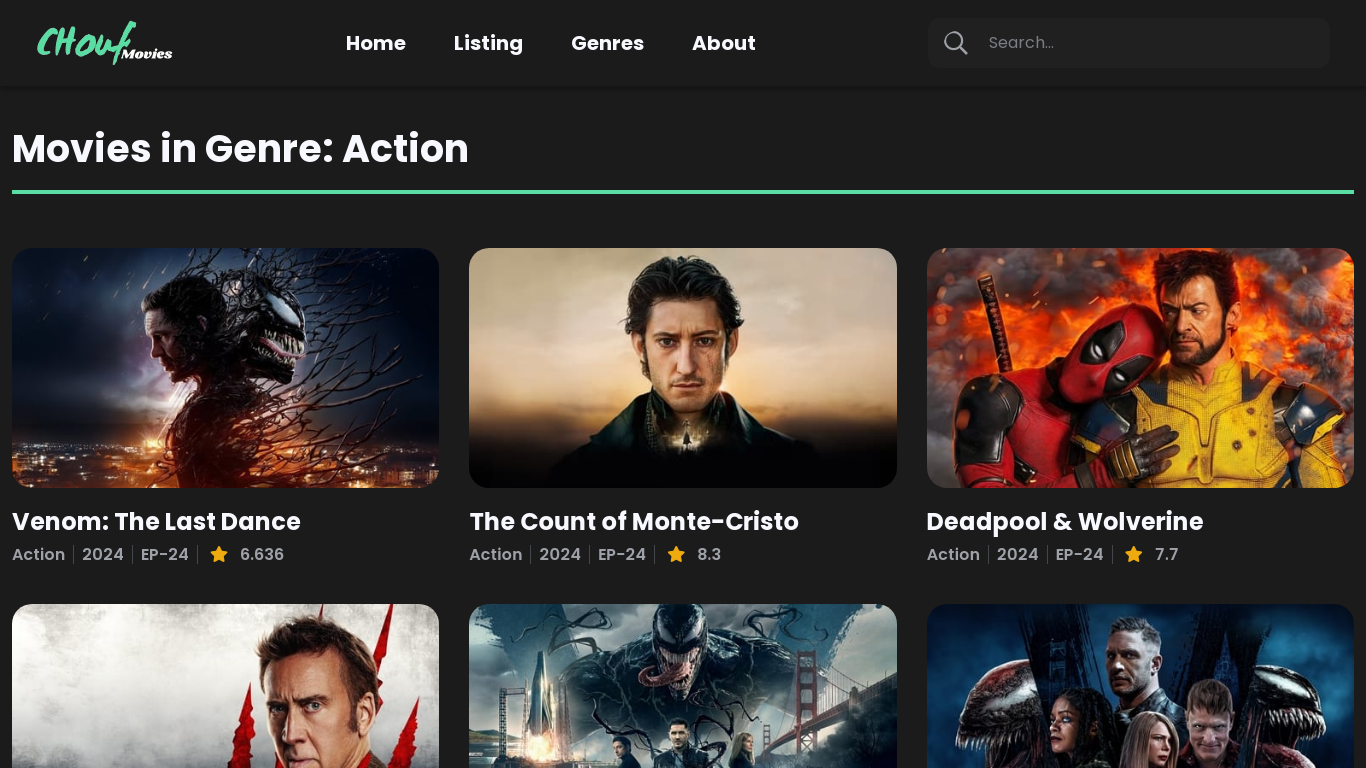 CHOUf Movies
Home
Listing
Genres
About
Search...
Movies in Genre: Action
Venom: The Last Dance
Action 2024 EP-24 6.636
The Count of Monte-Cristo
Action 2024 EP-24 8.3
Deadpool & Wolverine
Action 2024 EP-24 7.7